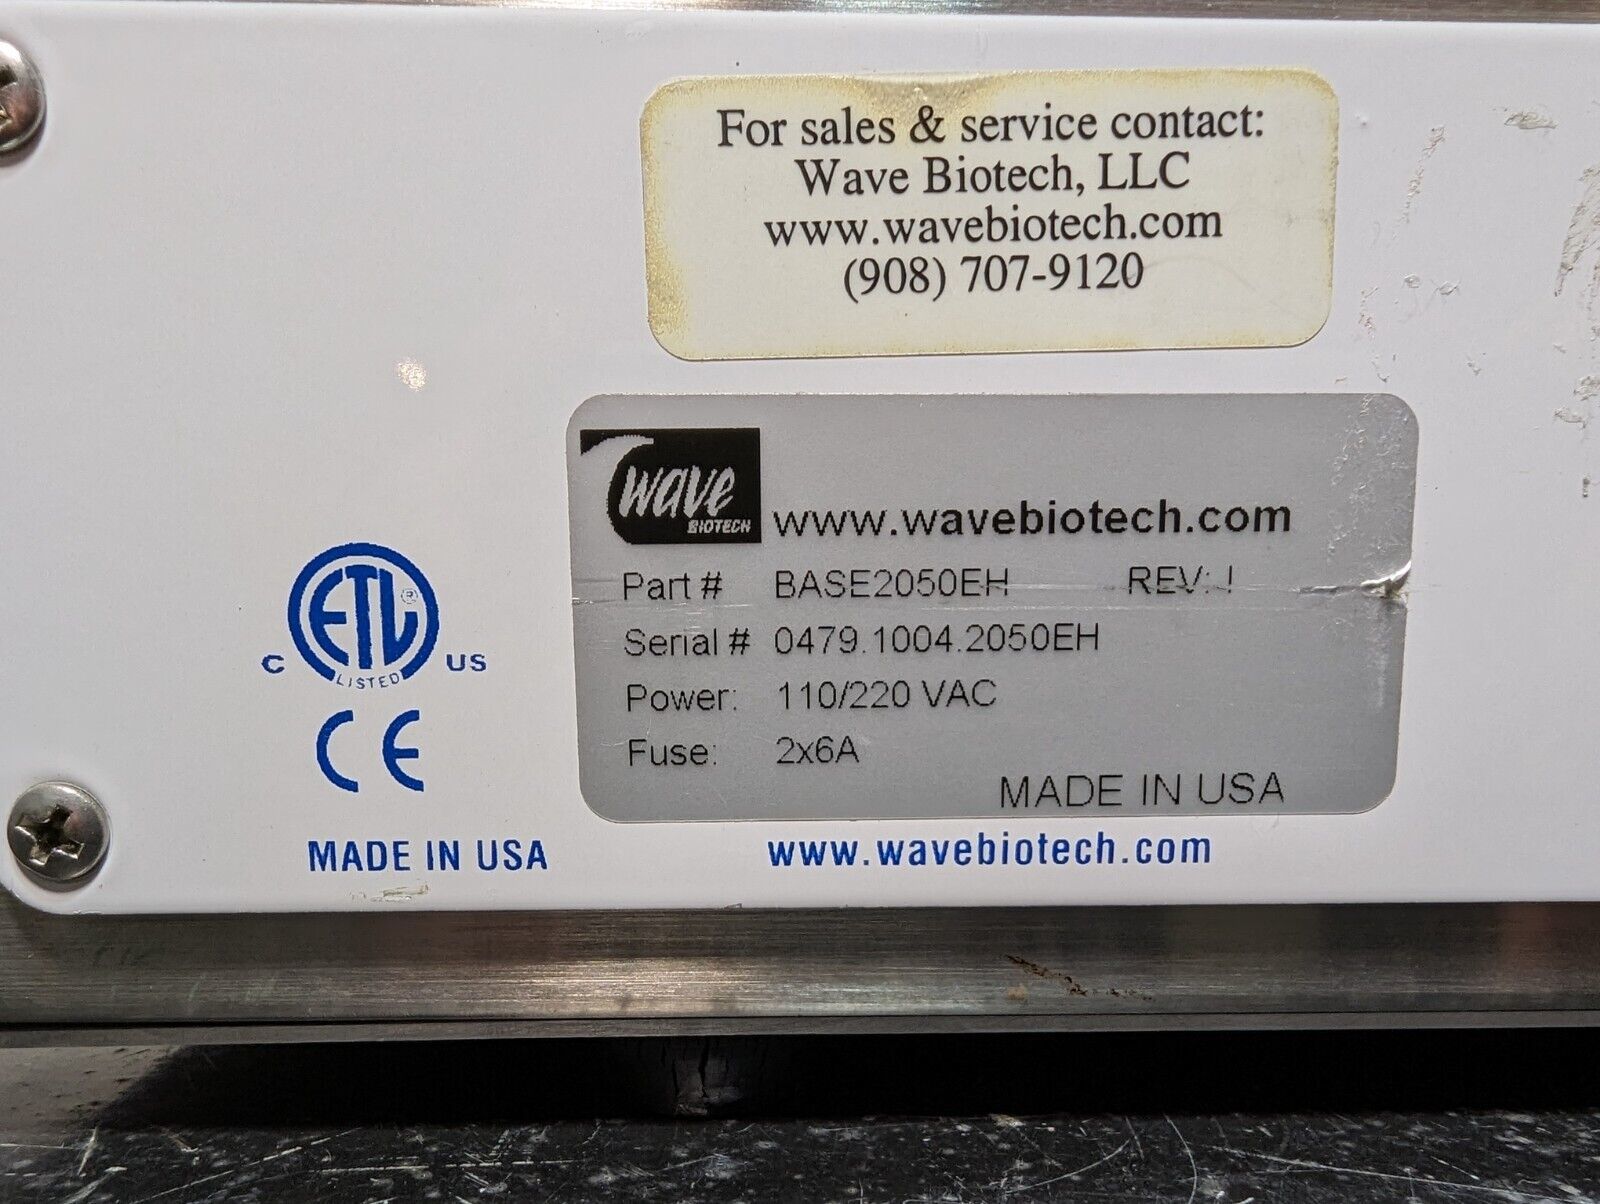 For sales & service contact:
Wave Biotech, LLC
www.wavebiotech.com
(908) 707-9120
wave
BIOTECH
www.wavebiotech.com
Part # BASE2050EH REV: I
Serial # 0479.1004.2050EH
Power: 110/220 VAC
Fuse: 2x6A
MADE IN USA
ETL ®
C LISTED US
CE
MADE IN USA
www.wavebiotech.com